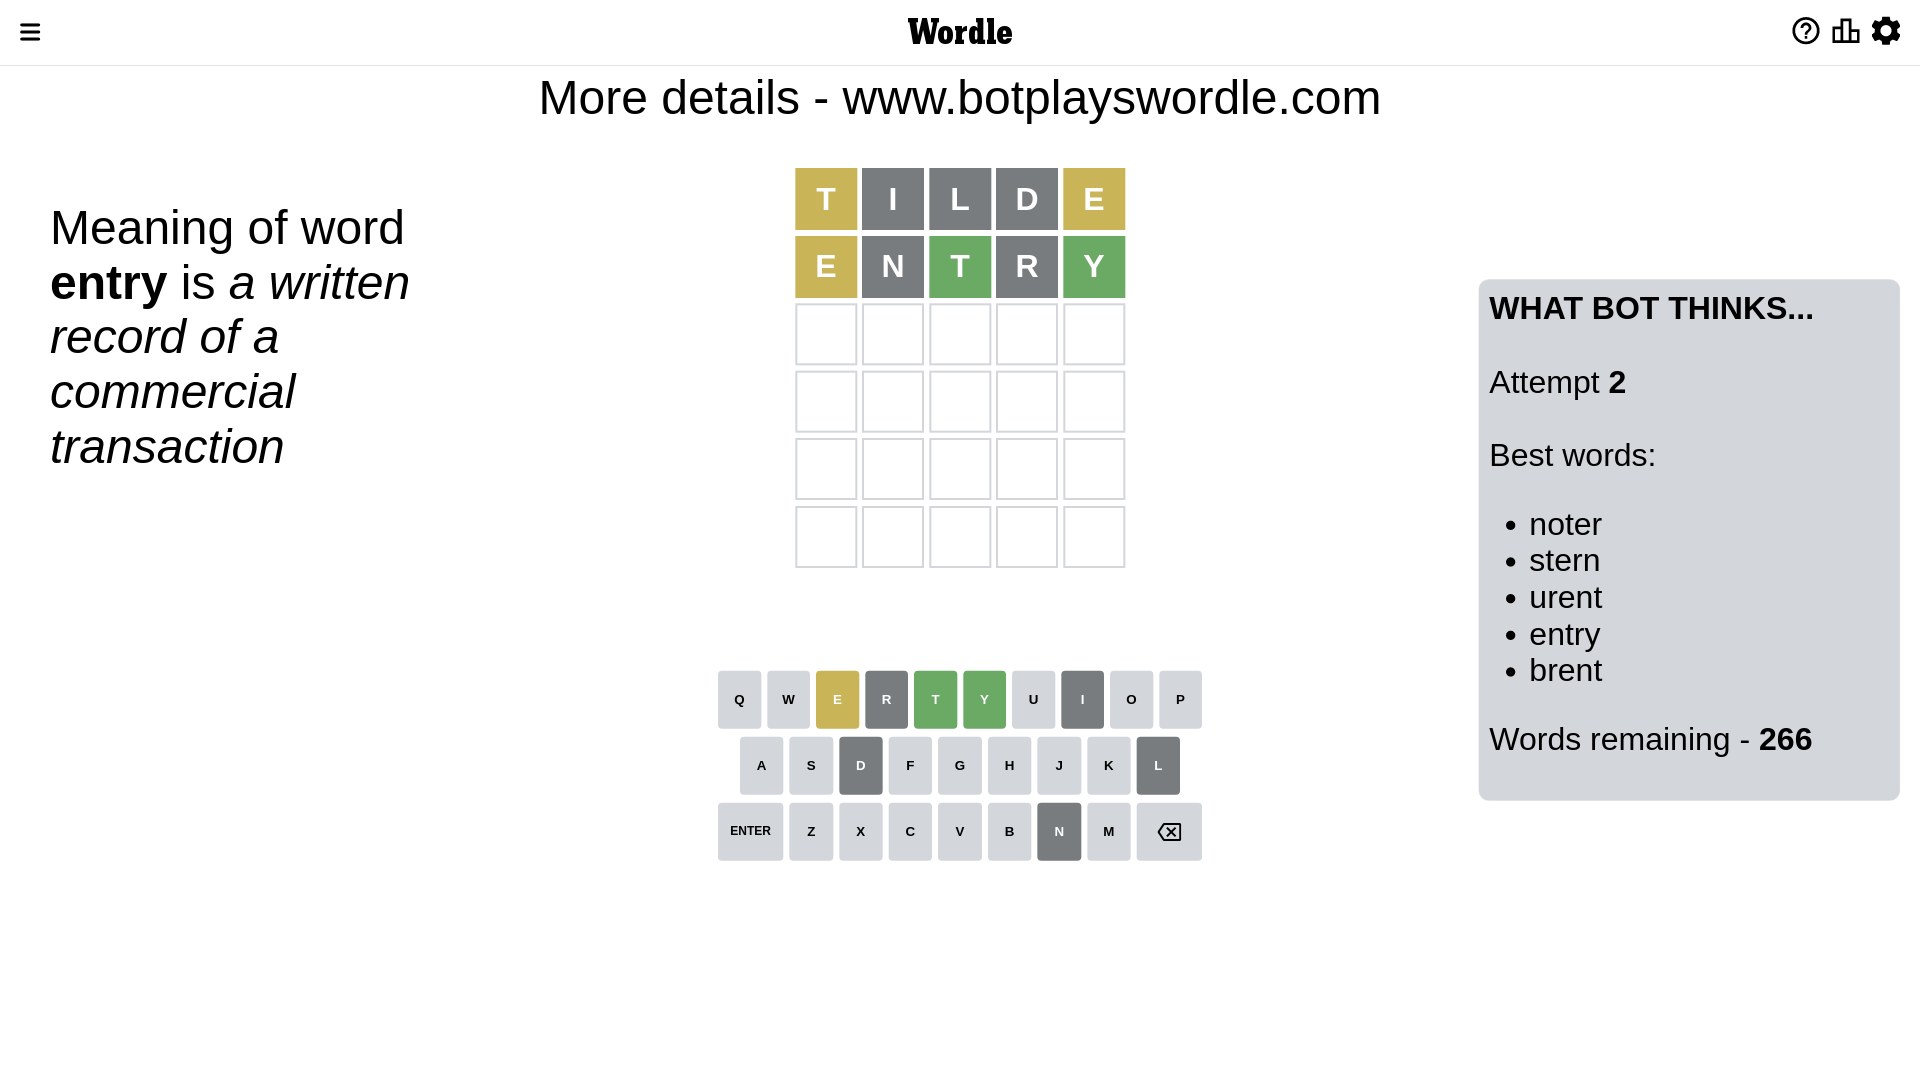 Wordle
More details - www.botplayswordle.com
Meaning of word
entry is a written
record of a
commercial
transaction
T I L D E
E N T R Y
WHAT BOT THINKS...
Attempt 2
Best words:
• noter
• stern
• urent
• entry
• brent
Words remaining - 266
Q W E R T Y U I O P
A S D F G H J K L
ENTER Z X C V B N M